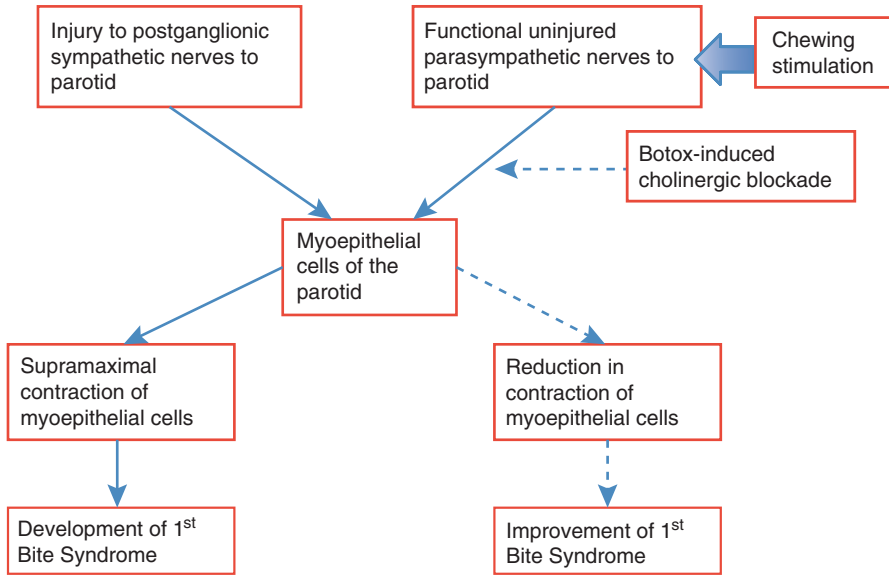 Injury to postganglionic
sympathetic nerves to
parotid
Functional uninjured
parasympathetic nerves to
parotid
Chewing
stimulation
Botox-induced
cholinergic blockade
Myoepithelial
cells of the
parotid
Supramaximal
contraction of
myoepithelial cells
Reduction in
contraction of
myoepithelial cells
Development of 1st
Bite Syndrome
Improvement of 1st
Bite Syndrome